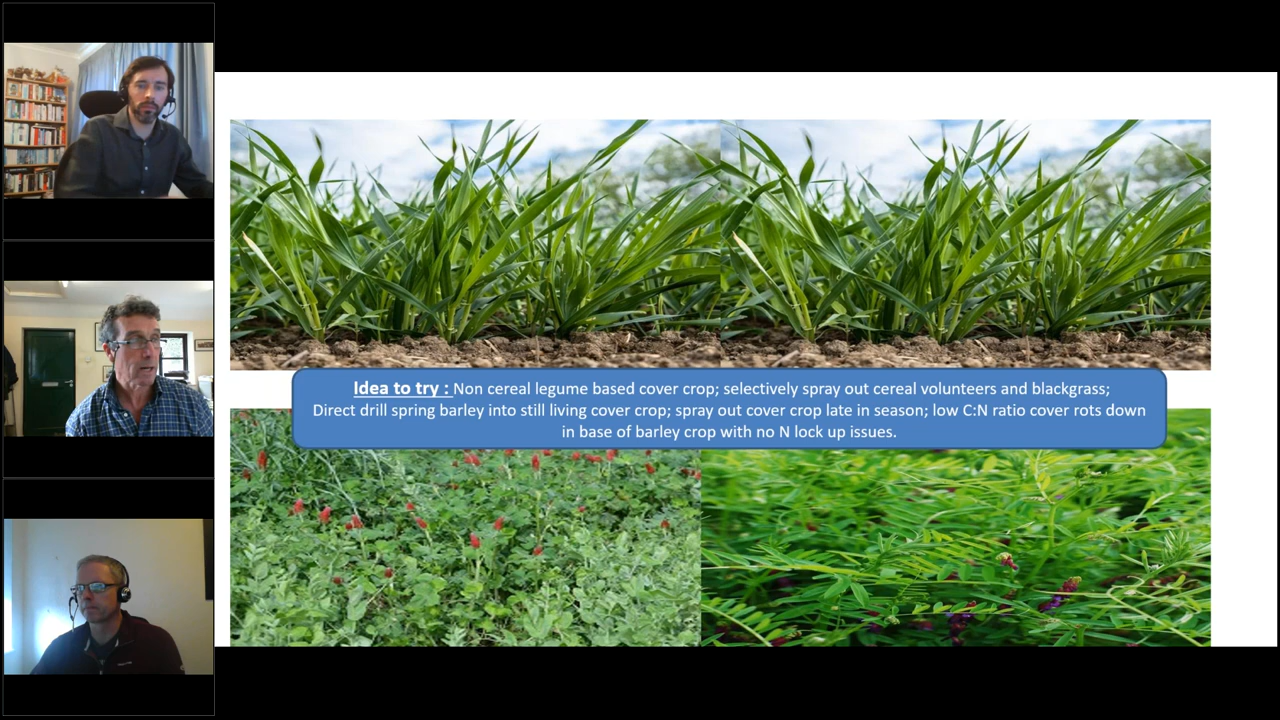 Idea to try : Non cereal legume based cover crop; selectively spray out cereal volunteers and blackgrass;
Direct drill spring barley into still living cover crop; spray out cover crop late in season; low C:N ratio cover rots down
in base of barley crop with no N lock up issues.